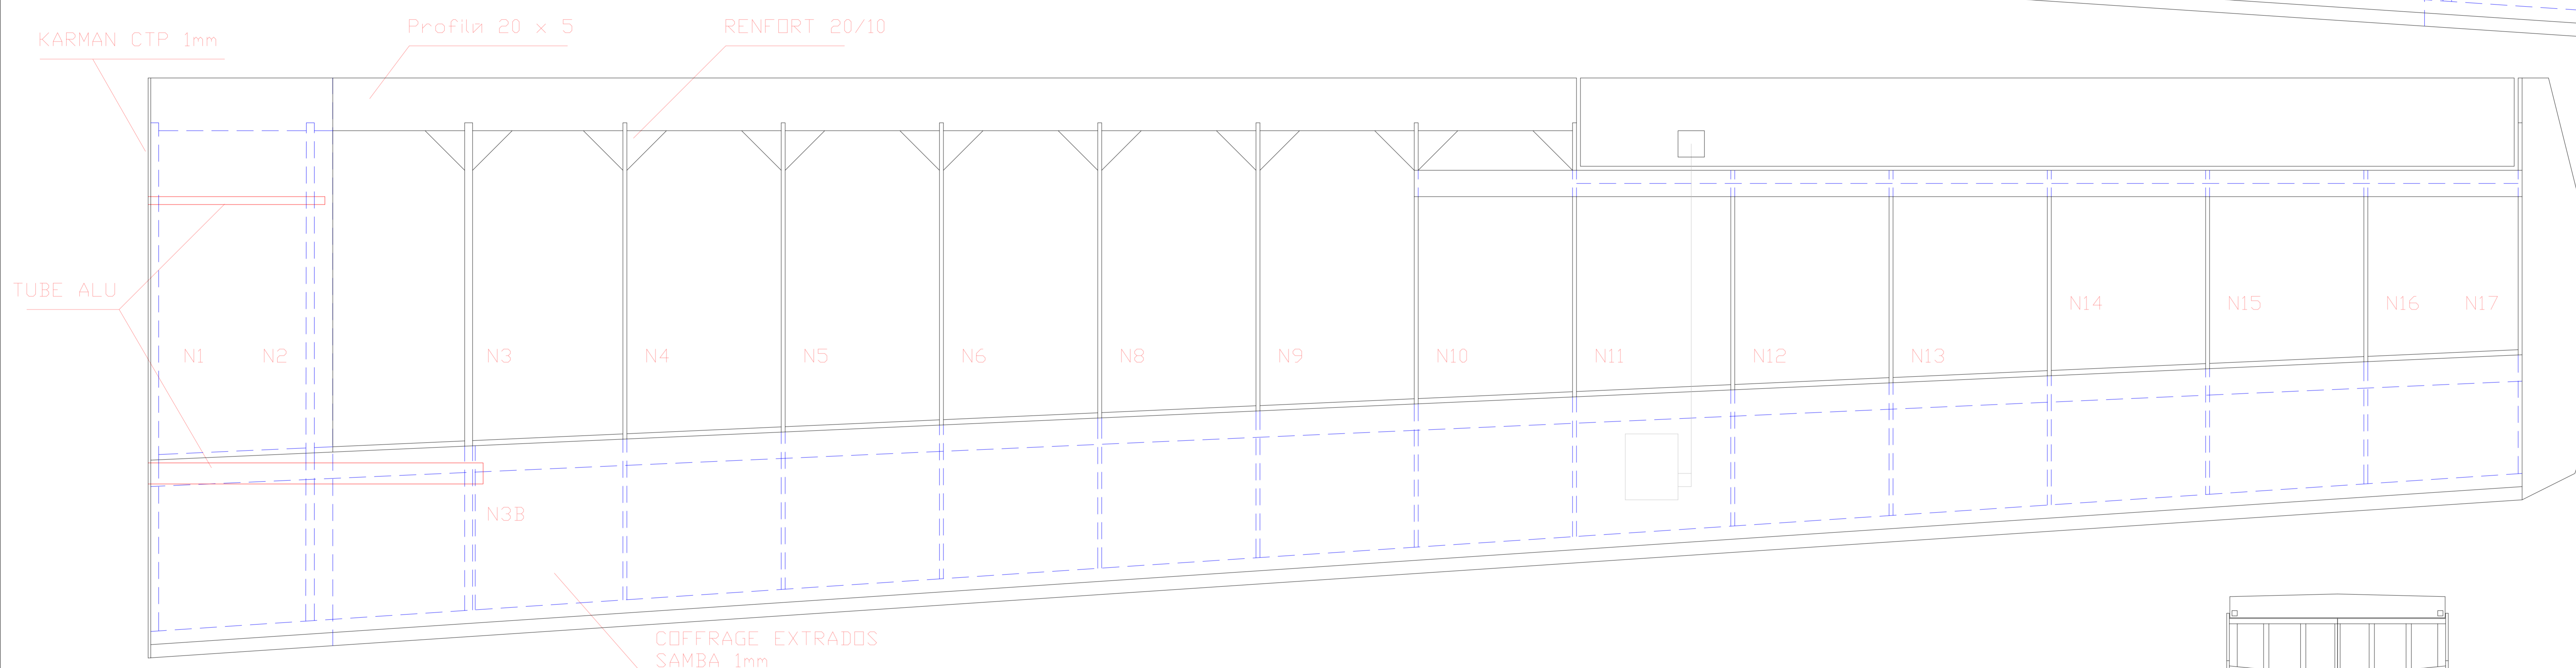 Profilœ 20 x 5
RENFORT 20/10
KARMAN CTP 1mm
TUBE ALU
N14
N15
N16
N17
N1
N2
N3
N4
N5
N6
N8
N9
N10
N11
N12
N13
N3B
COFFRAGE EXTRADOS
SAMBA 1mm